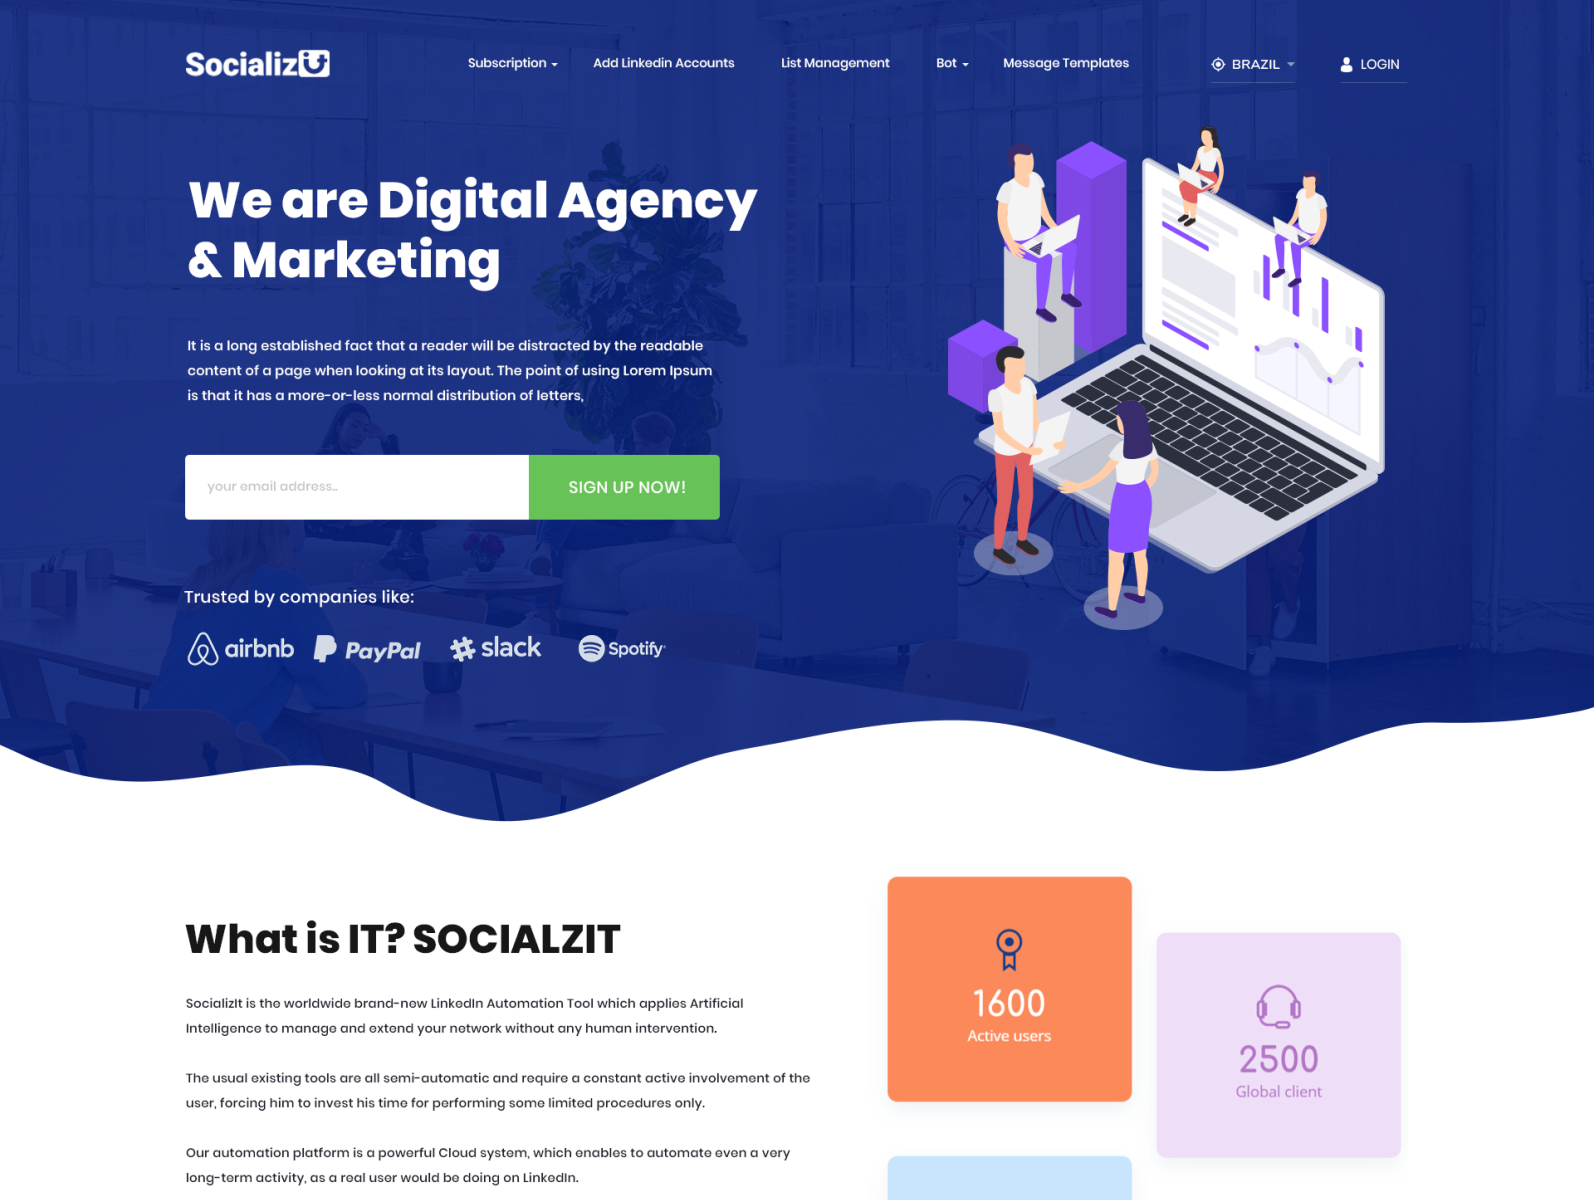 Socializit
Subscription
Add Linkedin Accounts
List Management
Bot
Message Templates
BRAZIL
LOGIN
We are Digital Agency
& Marketing
It is a long established fact that a reader will be distracted by the readable
content of a page when looking at its layout. The point of using Lorem Ipsum
is that it has a more-or-less normal distribution of letters,
your email address..
SIGN UP NOW!
Trusted by companies like:
airbnb
PayPal
slack
Spotify
What is IT? SOCIALZIT
SocializIt is the worldwide brand-new LinkedIn Automation Tool which applies Artificial
Intelligence to manage and extend your network without any human intervention.
The usual existing tools are all semi-automatic and require a constant active involvement of the
user, forcing him to invest his time for performing some limited procedures only.
Our automation platform is a powerful Cloud system, which enables to automate even a very
long-term activity, as a real user would be doing on LinkedIn.
1600
Active users
2500
Global client